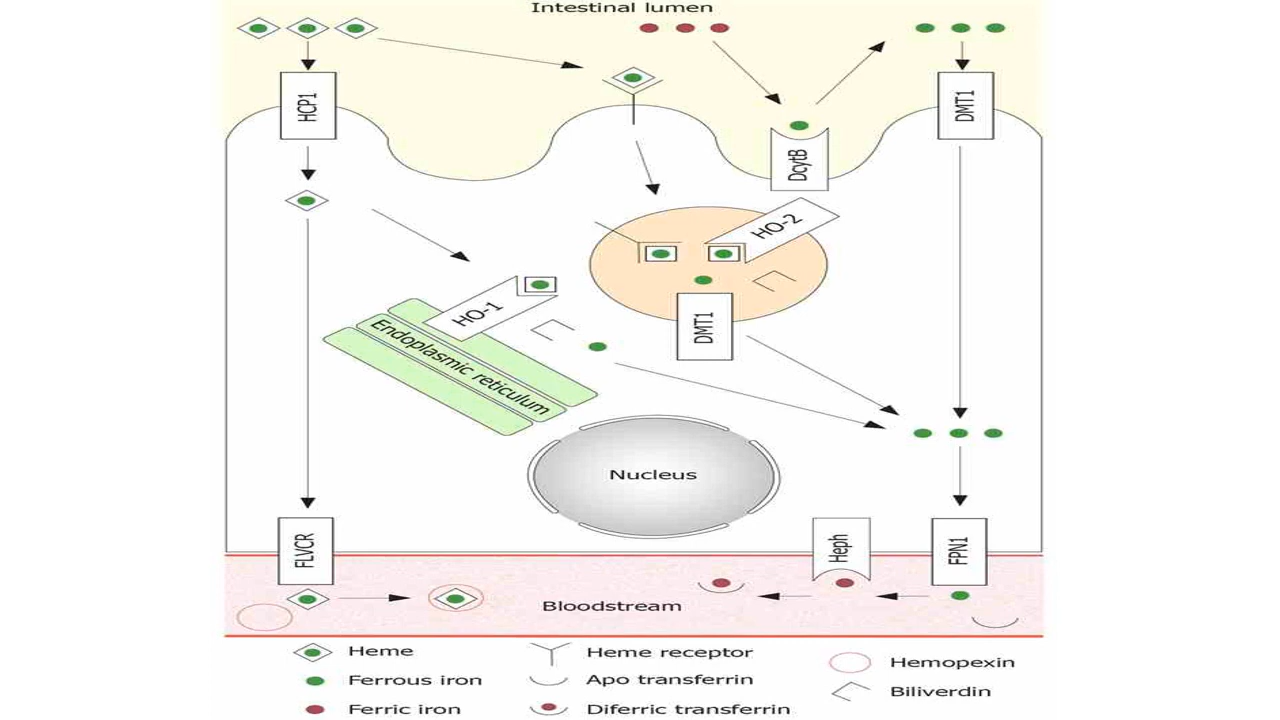 Intestinal lumen
HCP1
DMT1
DcytB
HO-2
HO-1
DMT1
Endoplasmic reticulum
Nucleus
FLVCR
Heph
FPN1
Bloodstream
Heme
Heme receptor
Hemopexin
Ferrous iron
Apo transferrin
Biliverdin
Ferric iron
Diferric transferrin